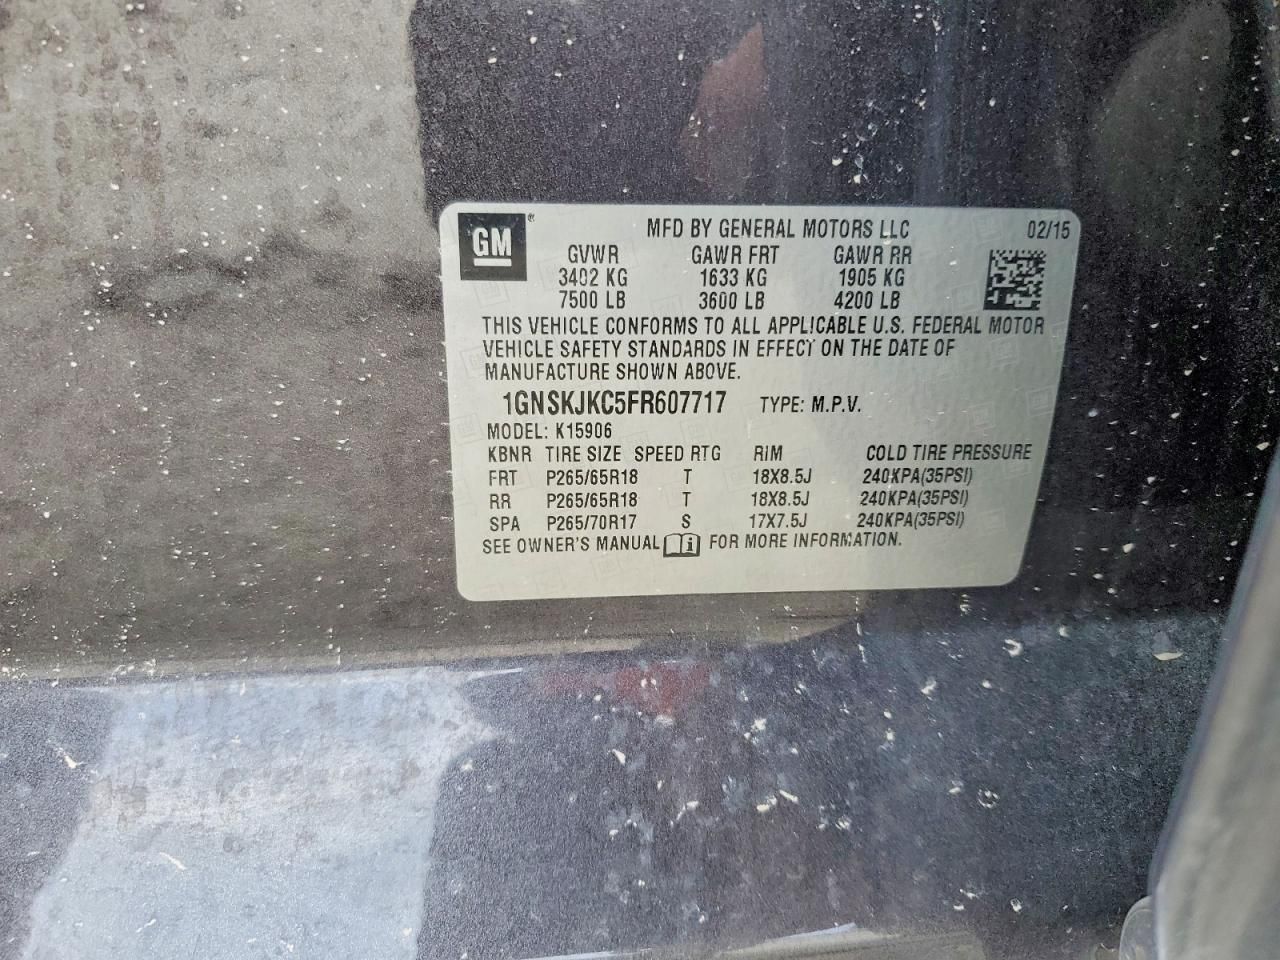 GM ® MFD BY GENERAL MOTORS LLC 02/15
GVWR GAWR FRT GAWR RR
3402 KG 1633 KG 1905 KG
7500 LB 3600 LB 4200 LB
THIS VEHICLE CONFORMS TO ALL APPLICABLE U.S. FEDERAL MOTOR
VEHICLE SAFETY STANDARDS IN EFFECT ON THE DATE OF
MANUFACTURE SHOWN ABOVE.
1GNSKJKC5FR607717 TYPE: M.P.V.
MODEL: K15906
KBNR TIRE SIZE SPEED RTG RIM COLD TIRE PRESSURE
FRT P265/65R18 T 18X8.5J 240KPA(35PSI)
RR P265/65R18 T 18X8.5J 240KPA(35PSI)
SPA P265/70R17 S 17X7.5J 240KPA(35PSI)
SEE OWNER'S MANUAL i FOR MORE INFORMATION.